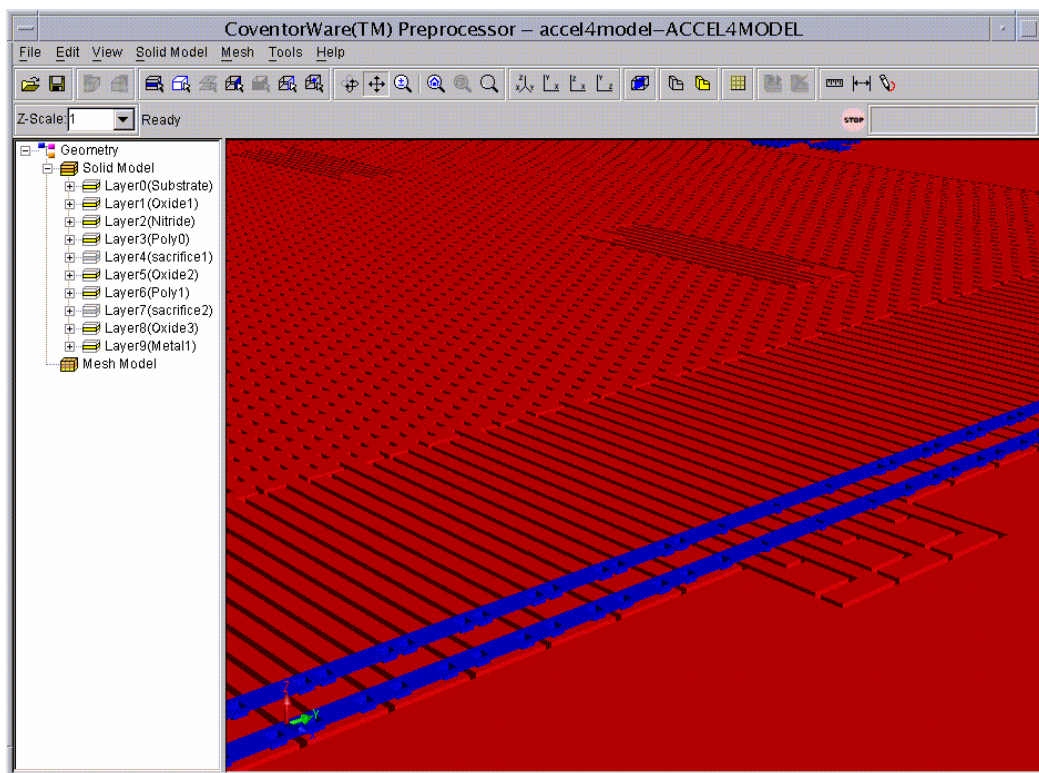 CoventorWare(TM) Preprocessor – accel4model–ACCEL4MODEL
File Edit View Solid Model Mesh Tools Help
Z-Scale: 1 Ready STOP
Geometry
Solid Model
Layer0(Substrate)
Layer1(Oxide1)
Layer2(Nitride)
Layer3(Poly0)
Layer4(sacrifice1)
Layer5(Oxide2)
Layer6(Poly1)
Layer7(sacrifice2)
Layer8(Oxide3)
Layer9(Metal1)
Mesh Model
Z
Y